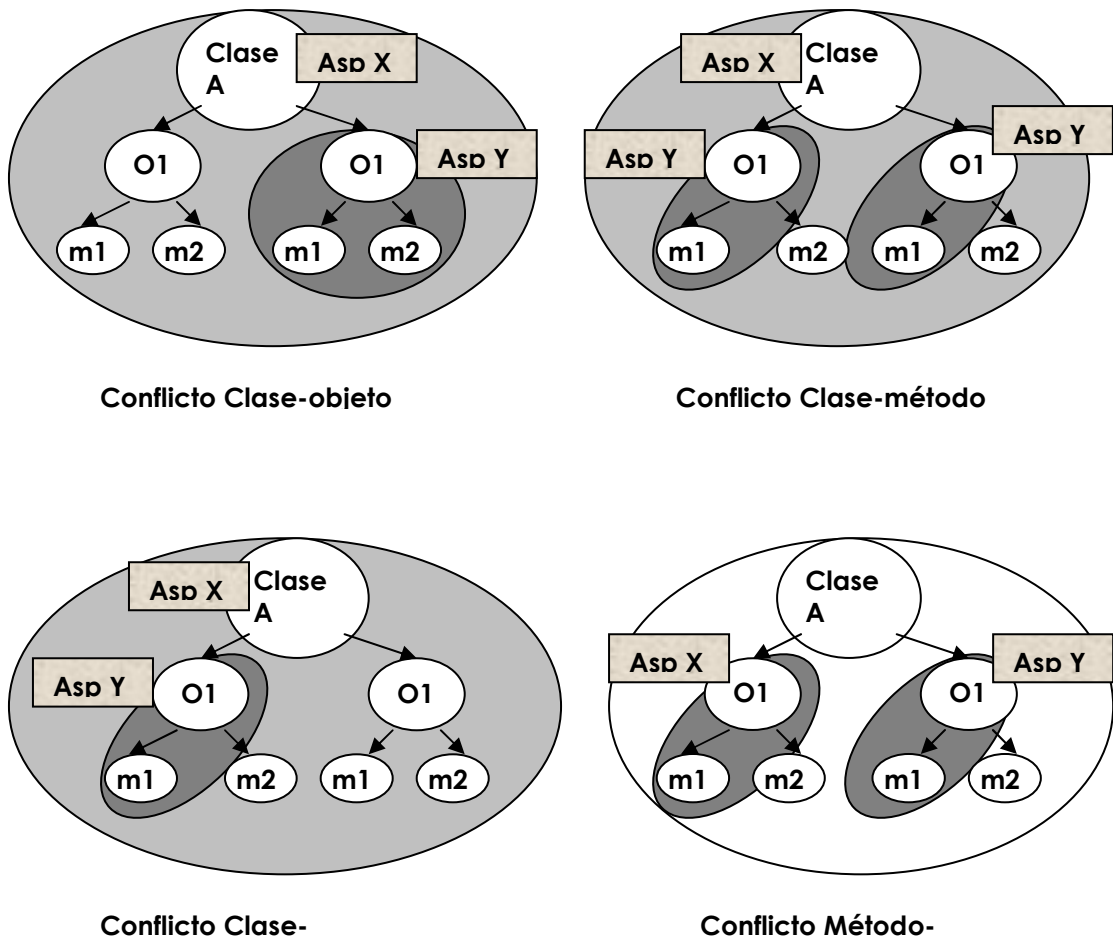 Clase
A
Asp X
O1
O1
Asp Y
m1
m2
m1
m2
Conflicto Clase-objeto
Asp X
Clase
A
Asp Y
O1
O1
Asp Y
m1
m2
m1
m2
Conflicto Clase-método
Asp X
Clase
A
Asp Y
O1
O1
m1
m2
m1
m2
Conflicto Clase-
Clase
A
Asp X
O1
O1
Asp Y
m1
m2
m1
m2
Conflicto Método-